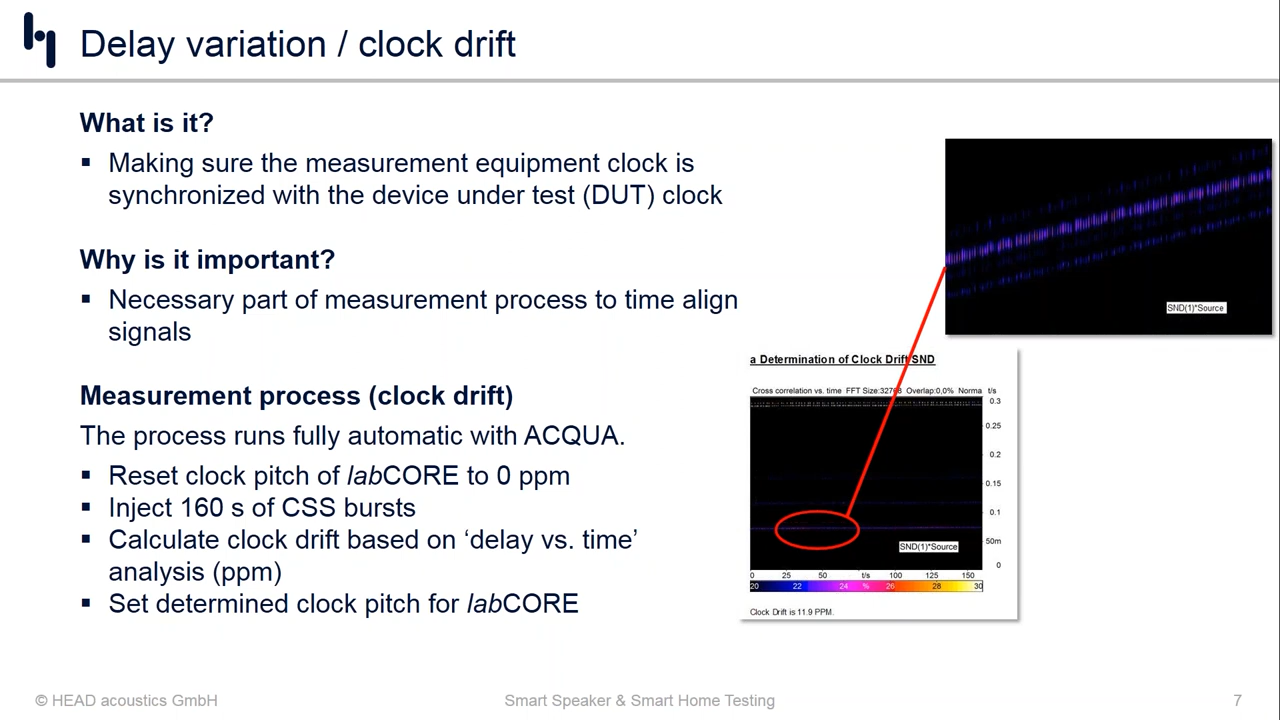 Delay variation / clock drift
What is it?
▪ Making sure the measurement equipment clock is
synchronized with the device under test (DUT) clock
Why is it important?
▪ Necessary part of measurement process to time align
signals
Measurement process (clock drift)
The process runs fully automatic with ACQUA.
▪ Reset clock pitch of labCORE to 0 ppm
▪ Inject 160 s of CSS bursts
▪ Calculate clock drift based on ‘delay vs. time’
analysis (ppm)
▪ Set determined clock pitch for labCORE
SND(1)*Source
a Determination of Clock Drift SND
Cross correlation vs. time FFT Size:32768 Overlap:0,0% Norma t/s
0.3
0.25
0.2
0.15
0.1
50m
0
SND(1)*Source
0 25 50 t/s 100 125 150
20 22 24 % 26 28 30
Clock Drift is 11.9 PPM.
© HEAD acoustics GmbH
Smart Speaker & Smart Home Testing
7